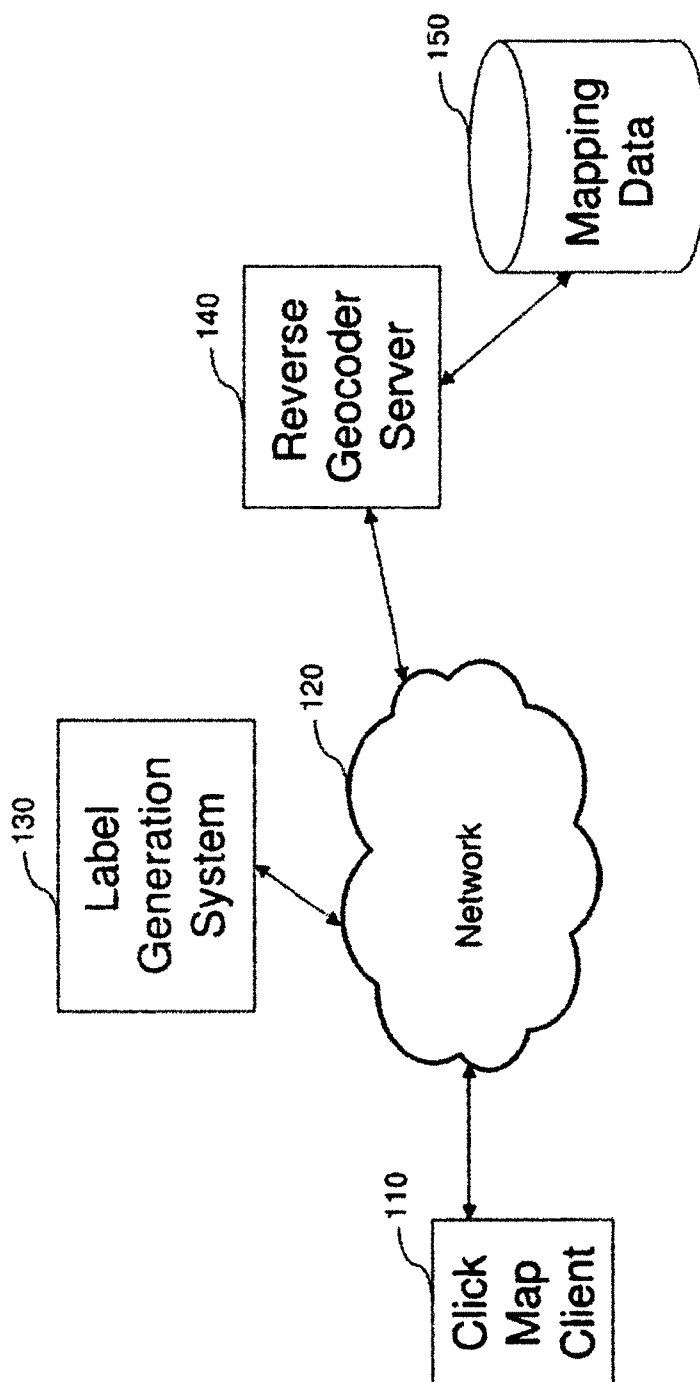 130
Label
Generation
System
140
Reverse
Geocoder
Server
150
Mapping
Data
120
Network
110
Click
Map
Client